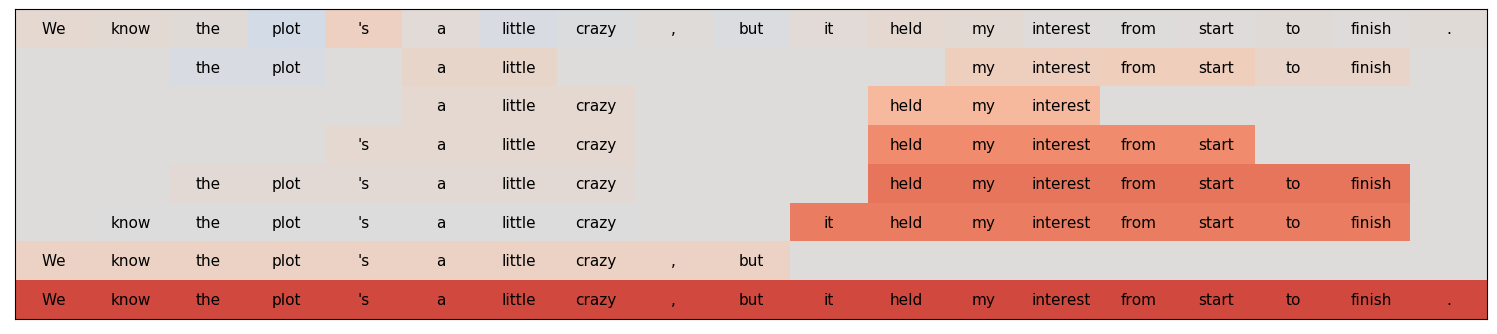 We know the plot 's a little crazy , but it held my interest from start to finish .
the plot a little my interest from start to finish
a little crazy held my interest
's a little crazy held my interest from start
the plot 's a little crazy held my interest from start to finish
know the plot 's a little crazy it held my interest from start to finish
We know the plot 's a little crazy , but
We know the plot 's a little crazy , but it held my interest from start to finish .